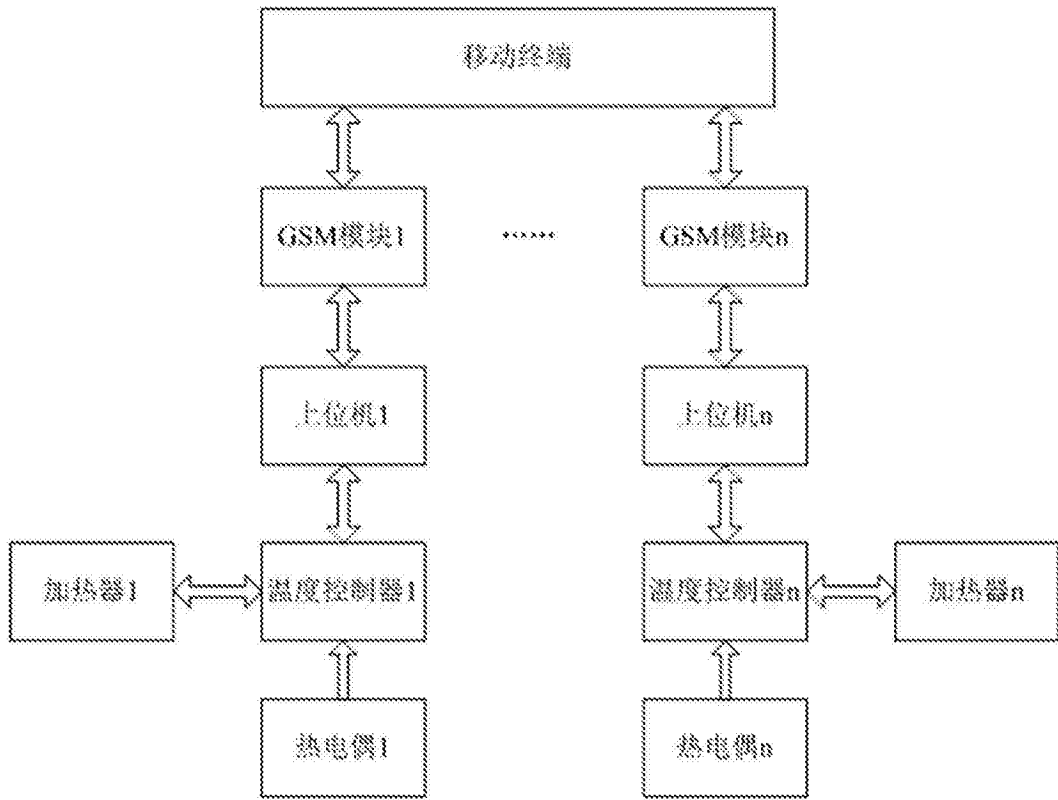 移动终端
GSM模块1
……
GSM模块n
上位机1
上位机n
加热器1
温度控制器1
温度控制器n
加热器n
热电偶1
热电偶n